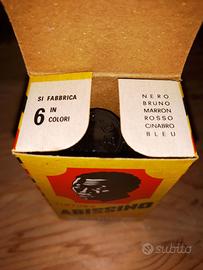 SI FABBRICA
6 IN
COLORI
NERO
BRUNO
MARRON
ROSSO
CINABRO
BLEU
ABISSINO
subito